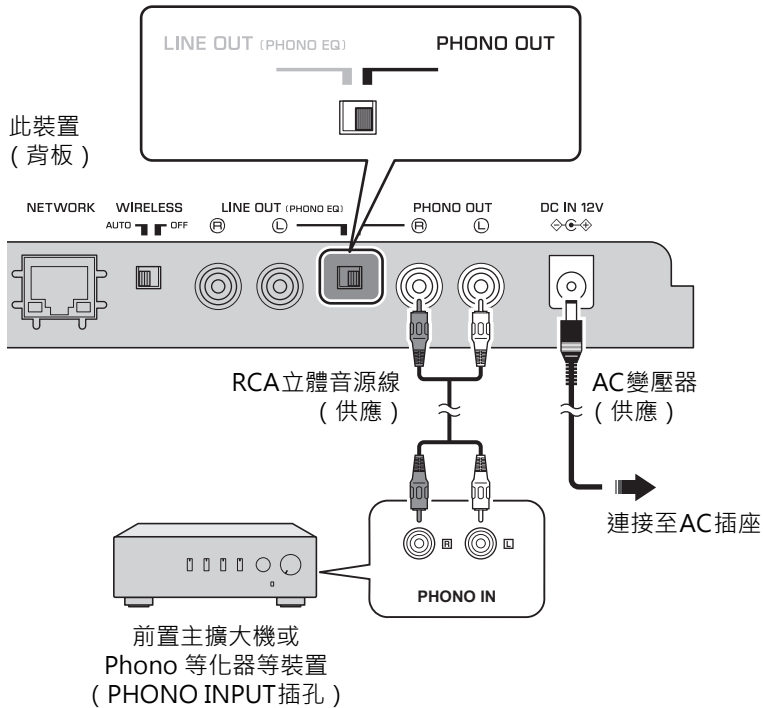 LINE OUT (PHONO EQ) PHONO OUT
此裝置
（背板）
NETWORK WIRELESS LINE OUT (PHONO EQ) PHONO OUT DC IN 12V
AUTO OFF R L R L
RCA立體音源線
（供應）
AC變壓器
（供應）
連接至AC插座
R L
PHONO IN
前置主擴大機或
Phono 等化器等裝置
（PHONO INPUT插孔）